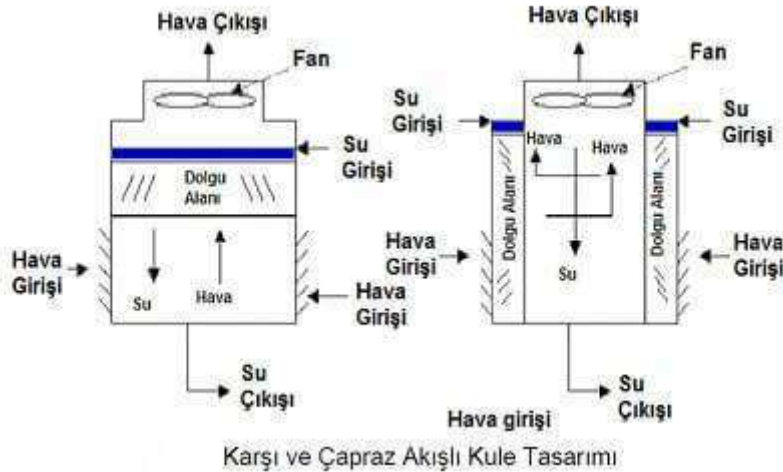 Hava Çıkışı
Fan
Su
Girişi
Dolgu
Alanı
Hava
Girişi
Su
Hava
Hava
Girişi
Su
Çıkışı
Hava Çıkışı
Fan
Su
Girişi
Su
Girişi
Hava
Hava
Dolgu Alanı
Dolgu Alanı
Hava
Girişi
Su
Hava
Girişi
Su
Çıkışı
Hava girişi
Karşı ve Çapraz Akışlı Kule Tasarımı